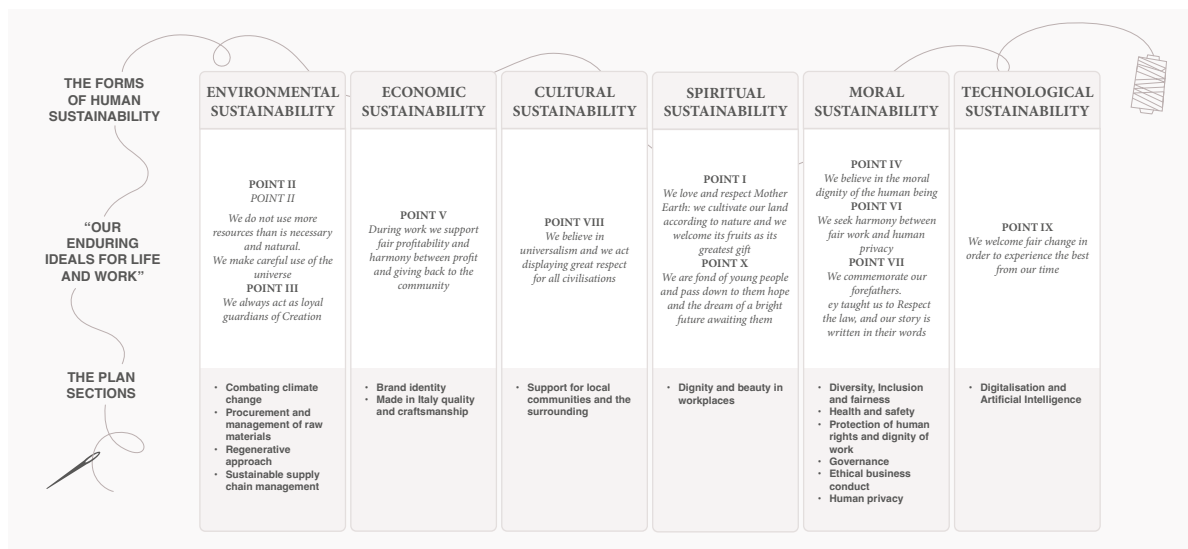 THE FORMS
OF HUMAN
SUSTAINABILITY
ENVIRONMENTAL
SUSTAINABILITY
ECONOMIC
SUSTAINABILITY
CULTURAL
SUSTAINABILITY
SPIRITUAL
SUSTAINABILITY
MORAL
SUSTAINABILITY
TECHNOLOGICAL
SUSTAINABILITY
“OUR
ENDURING
IDEALS FOR LIFE
AND WORK”
POINT II
POINT II
We do not use more
resources than is necessary
and natural.
We make careful use of the
universe
POINT III
We always act as loyal
guardians of Creation
POINT V
During work we support
fair profitability and
harmony between profit
and giving back to the
community
POINT VIII
We believe in
universalism and we act
displaying great respect
for all civilisations
POINT I
We love and respect Mother
Earth: we cultivate our land
according to nature and we
welcome its fruits as its
greatest gift
POINT X
We are fond of young people
and pass down to them hope
and the dream of a bright
future awaiting them
POINT IV
We believe in the moral
dignity of the human being
POINT VI
We seek harmony between
fair work and human
privacy
POINT VII
We commemorate our
forefathers.
ey taught us to Respect
the law, and our story is
written in their words
POINT IX
We welcome fair change in
order to experience the best
from our time
THE PLAN
SECTIONS
• Combating climate
change
• Procurement and
management of raw
materials
• Regenerative
approach
• Sustainable supply
chain management
• Brand identity
• Made in Italy quality
and craftsmanship
• Support for local
communities and the
surrounding
• Dignity and beauty in
workplaces
• Diversity, Inclusion
and fairness
• Health and safety
• Protection of human
rights and dignity of
work
• Governance
• Ethical business
conduct
• Human privacy
• Digitalisation and
Artificial Intelligence